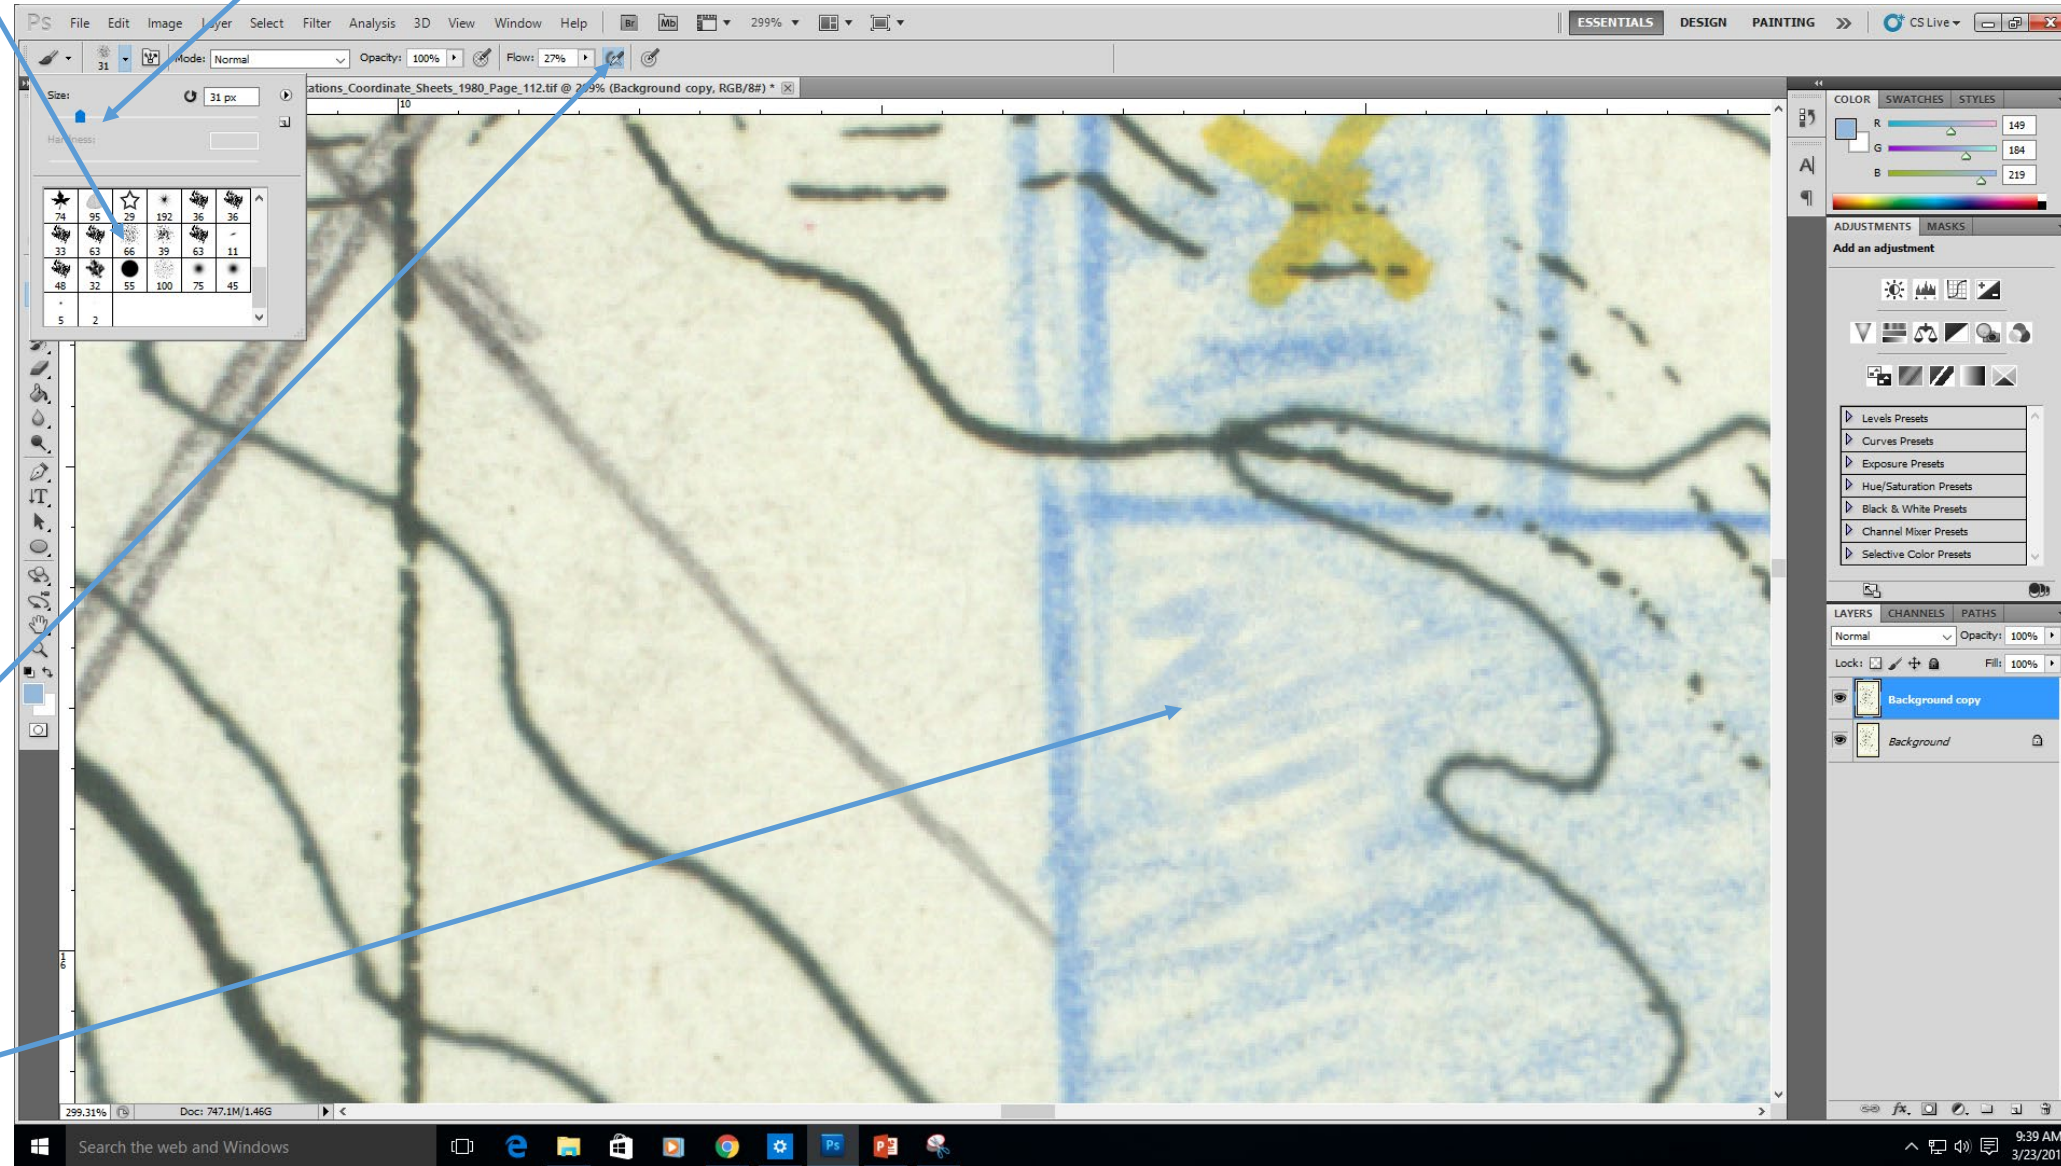 PS File Edit Image Layer Select Filter Analysis 3D View Window Help Br Mb 299% ESSENTIALS DESIGN PAINTING CS Live
31 Mode: Normal Opacity: 100% Flow: 27%
ations_Coordinate_Sheets_1980_Page_112.tif @ 299% (Background copy, RGB/8#) *
Size: 31 px
Hardness:
74 95 29 192 36 36
33 63 66 39 63 11
48 32 55 100 75 45
5 2
10
1
6
COLOR SWATCHES STYLES
R 149
G 184
B 219
ADJUSTMENTS MASKS
Add an adjustment
Levels Presets
Curves Presets
Exposure Presets
Hue/Saturation Presets
Black & White Presets
Channel Mixer Presets
Selective Color Presets
LAYERS CHANNELS PATHS
Normal Opacity: 100%
Lock: Fill: 100%
Background copy
Background
299.31% Doc: 747.1M/1.46G
Search the web and Windows
Ps
9:39 AM
3/23/201